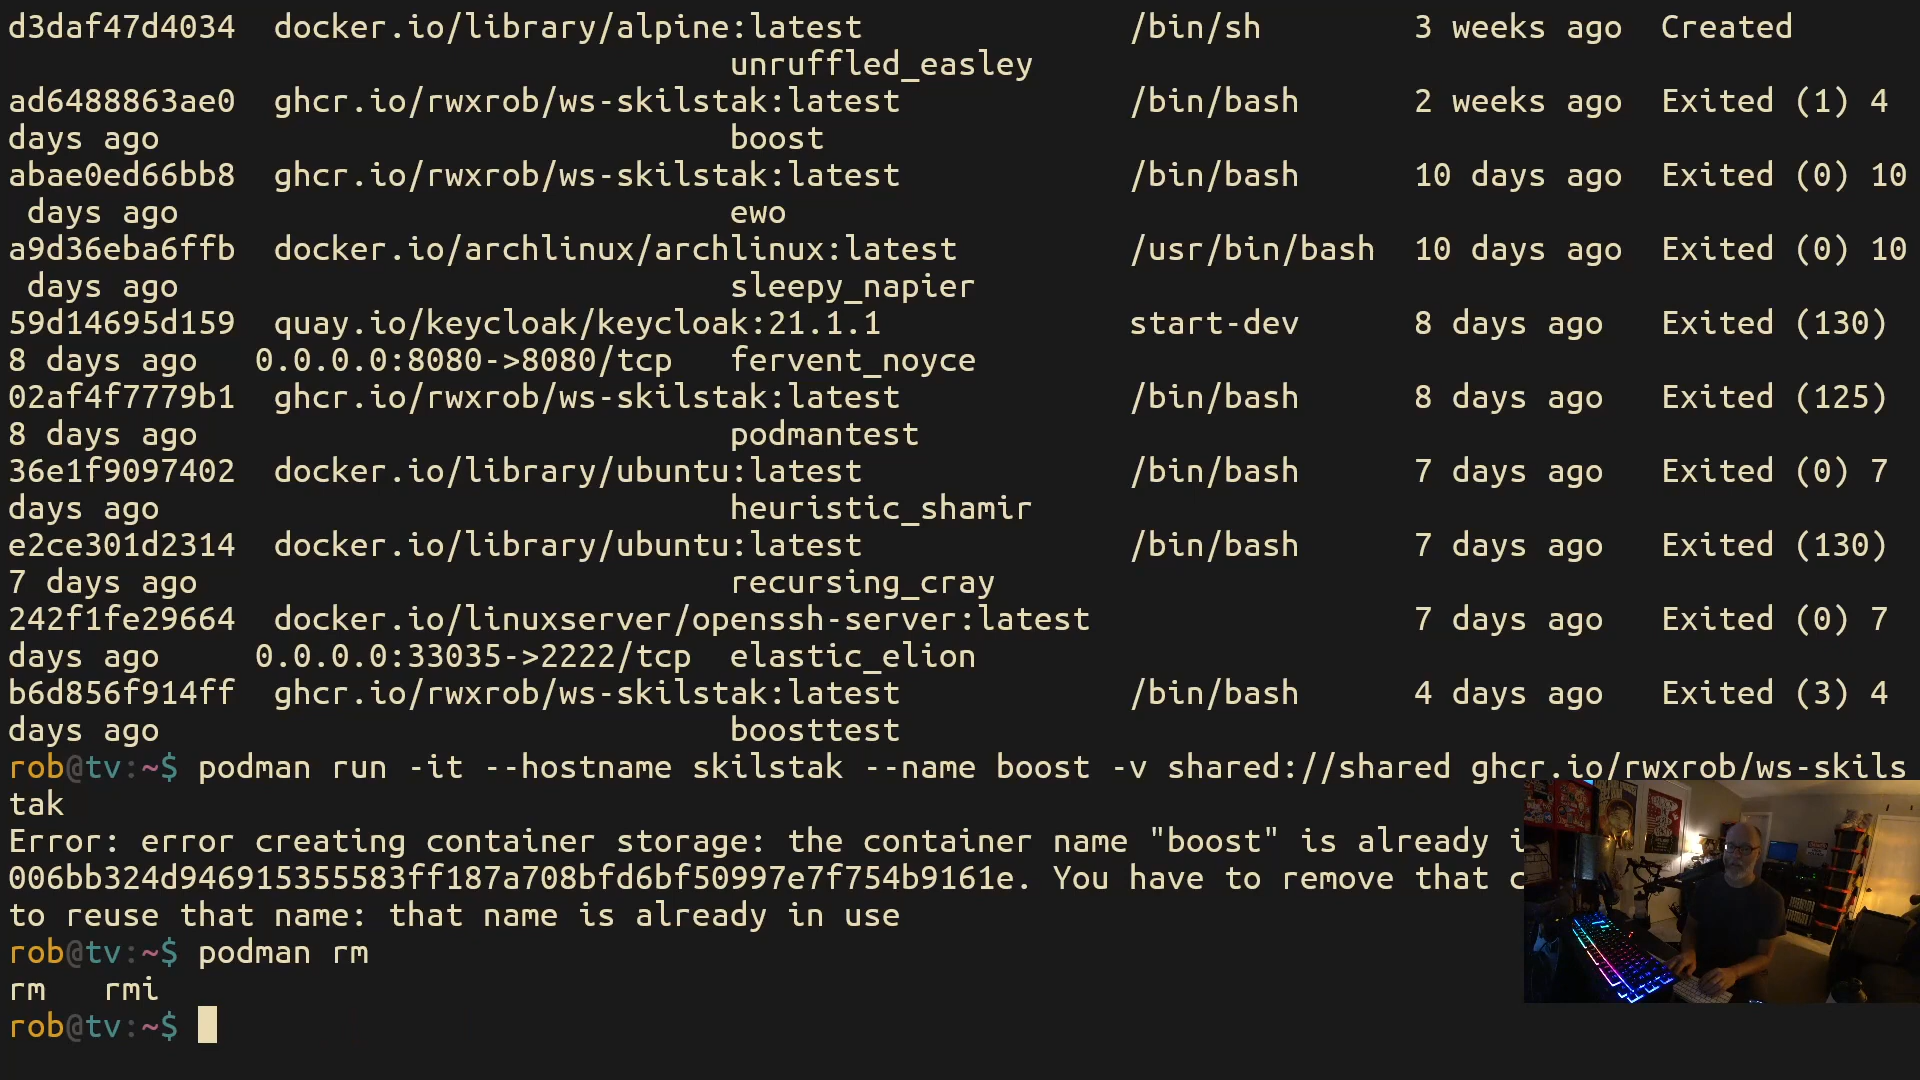 d3daf47d4034  docker.io/library/alpine:latest  /bin/sh  3 weeks ago  Created
unruffled_easley
ad6488863ae0  ghcr.io/rwxrob/ws-skilstak:latest  /bin/bash  2 weeks ago  Exited (1) 4
days ago  boost
abae0ed66bb8  ghcr.io/rwxrob/ws-skilstak:latest  /bin/bash  10 days ago  Exited (0) 10
days ago  ewo
a9d36eba6ffb  docker.io/archlinux/archlinux:latest  /usr/bin/bash  10 days ago  Exited (0) 10
days ago  sleepy_napier
59d14695d159  quay.io/keycloak/keycloak:21.1.1  start-dev  8 days ago  Exited (130)
8 days ago  0.0.0.0:8080->8080/tcp  fervent_noyce
02af4f7779b1  ghcr.io/rwxrob/ws-skilstak:latest  /bin/bash  8 days ago  Exited (125)
8 days ago  podmantest
36e1f9097402  docker.io/library/ubuntu:latest  /bin/bash  7 days ago  Exited (0) 7
days ago  heuristic_shamir
e2ce301d2314  docker.io/library/ubuntu:latest  /bin/bash  7 days ago  Exited (130)
7 days ago  recursing_cray
242f1fe29664  docker.io/linuxserver/openssh-server:latest  7 days ago  Exited (0) 7
days ago  0.0.0.0:33035->2222/tcp  elastic_elion
b6d856f914ff  ghcr.io/rwxrob/ws-skilstak:latest  /bin/bash  4 days ago  Exited (3) 4
days ago  boosttest
rob@tv:~$ podman run -it --hostname skilstak --name boost -v shared://shared ghcr.io/rwxrob/ws-skils
tak
Error: error creating container storage: the container name "boost" is already
006bb324d946915355583ff187a708bfd6bf50997e7f754b9161e. You have to remove that
to reuse that name: that name is already in use
rob@tv:~$ podman rm
rm   rmi
rob@tv:~$